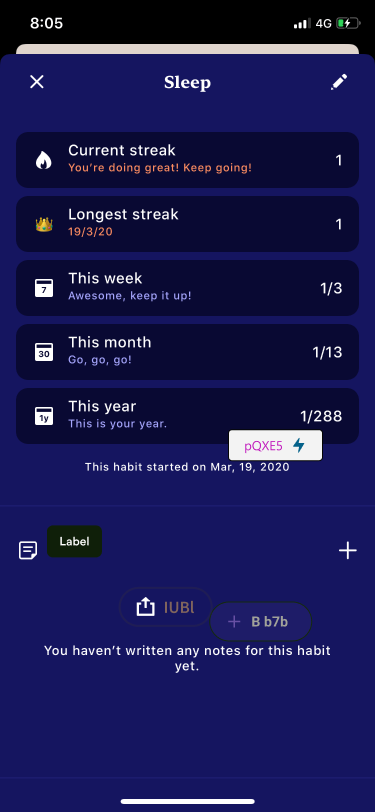 8:05
4G
Sleep
Current streak
You're doing great! Keep going!
1
Longest streak
19/3/20
1
7
This week
Awesome, keep it up!
1/3
30
This month
Go, go, go!
1/13
1y
This year
This is your year.
1/288
pQXE5
This habit started on Mar, 19, 2020
Label
IUBl
B b7b
You haven't written any notes for this habit
yet.